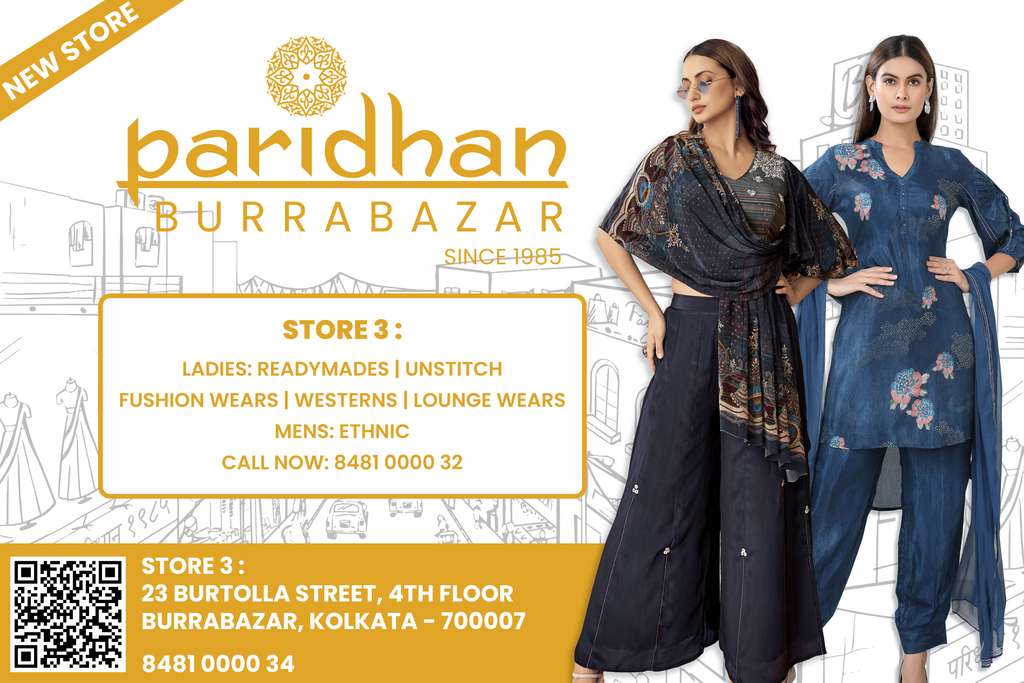 NEW STORE
paridhan
BURRABAZAR
SINCE 1985
STORE 3 :
LADIES: READYMADES | UNSTITCH
FUSHION WEARS | WESTERNS | LOUNGE WEARS
MENS: ETHNIC
CALL NOW: 8481 0000 32
STORE 3 :
23 BURTOLLA STREET, 4TH FLOOR
BURRABAZAR, KOLKATA - 700007
8481 0000 34